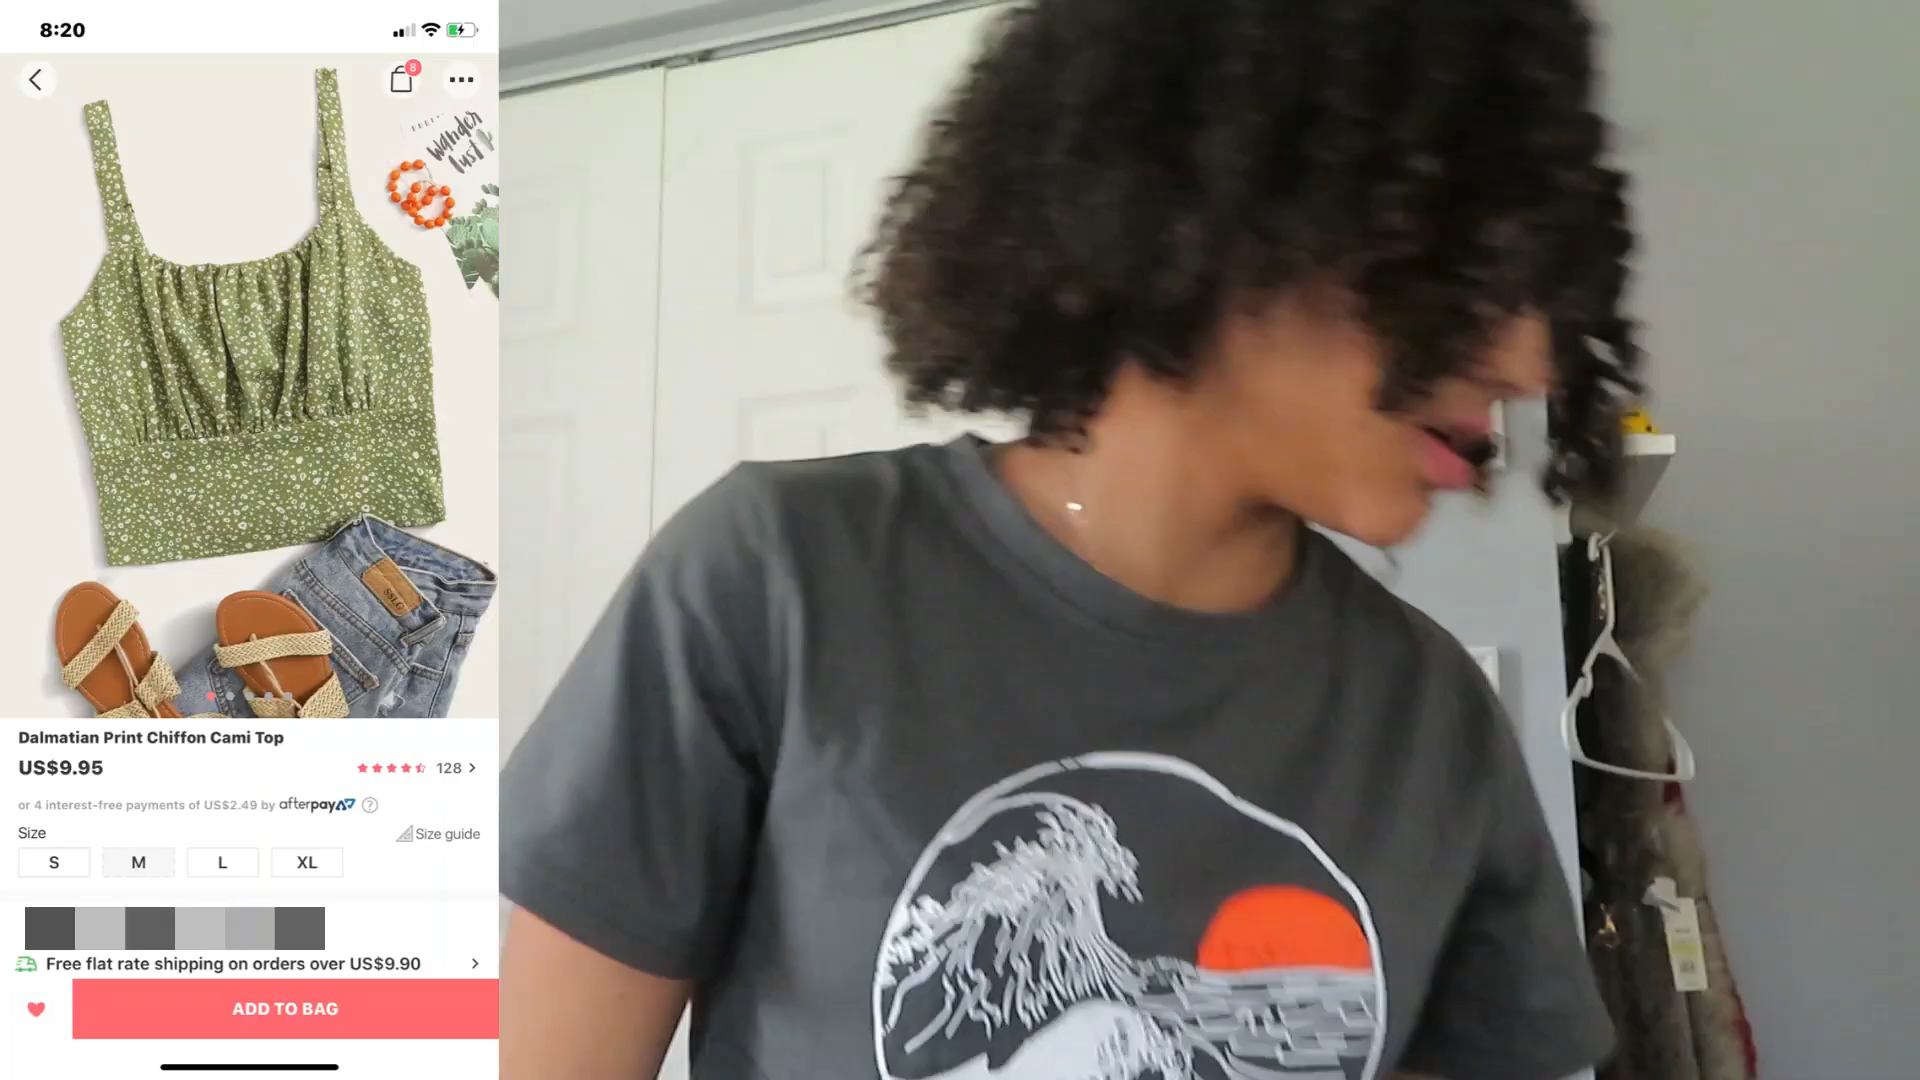 8:20
8
wander
lust
SSLG
Dalmatian Print Chiffon Cami Top
US$9.95
128
or 4 interest-free payments of US$2.49 by afterpay ?
Size
Size guide
S M L XL
Free flat rate shipping on orders over US$9.90
ADD TO BAG